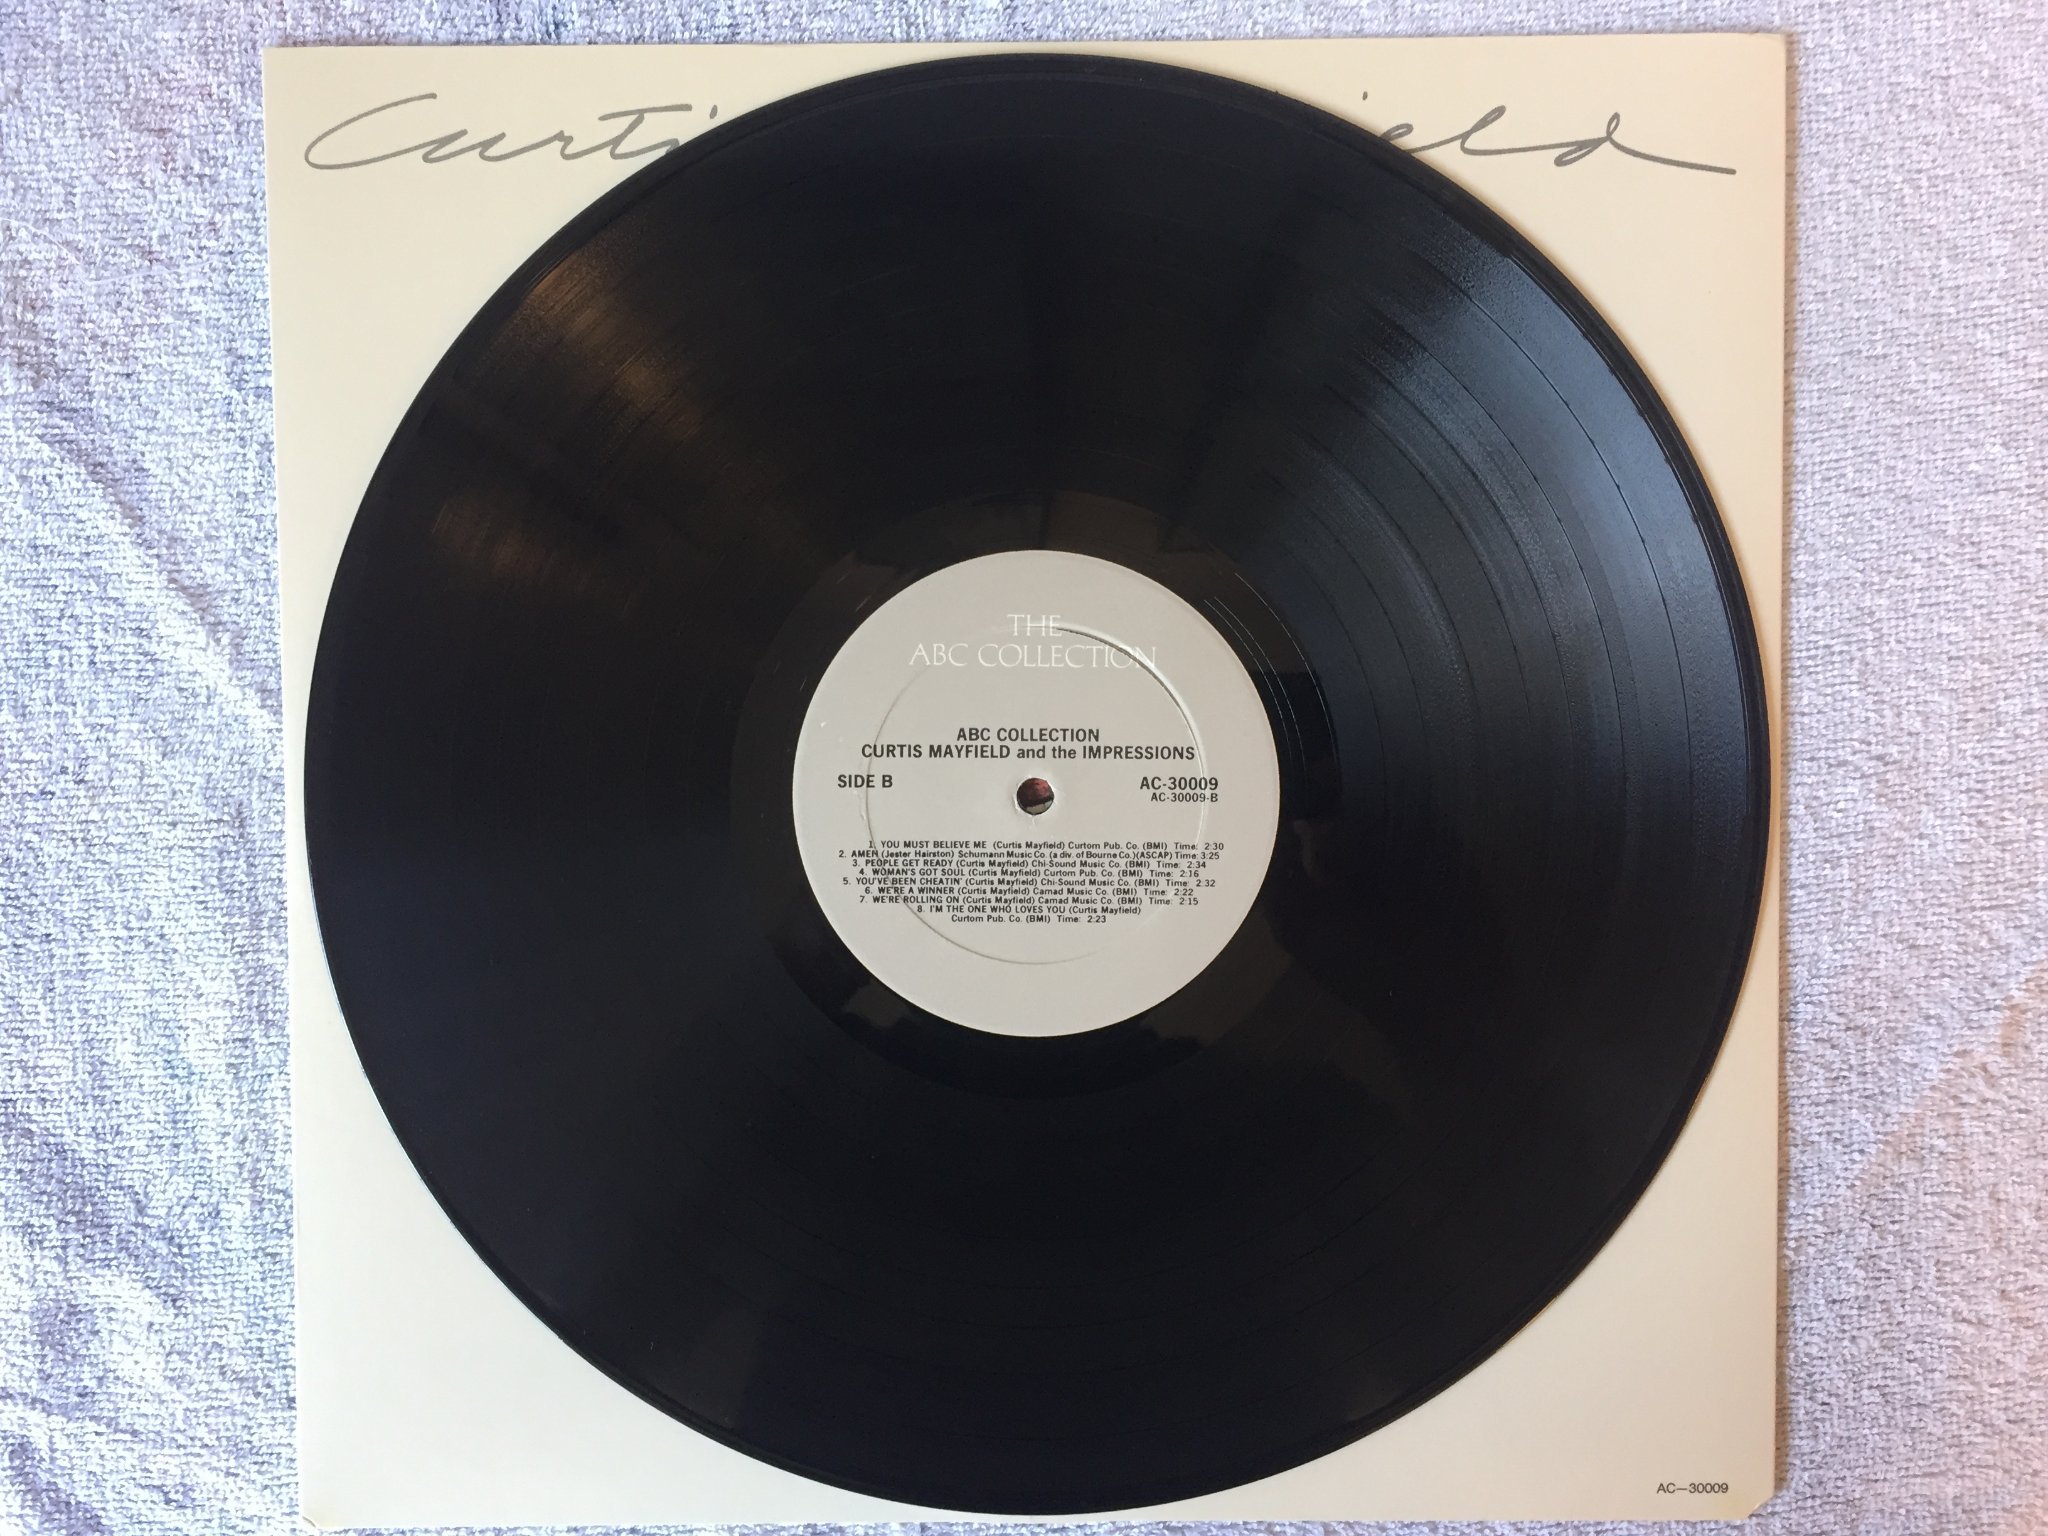 Curtis
ield
THE
ABC COLLECTION
ABC COLLECTION
CURTIS MAYFIELD and the IMPRESSIONS
SIDE B AC-30009
AC-30009-B
1. YOU MUST BELIEVE ME (Curtis Mayfield) Curtom Pub. Co. (BMI) Time: 2:30
2. AMEN (Jester Hairston) Schumann Music Co. (a div. of Bourne Co.)(ASCAP) Time: 3:25
3. PEOPLE GET READY (Curtis Mayfield) Chi-Sound Music Co. (BMI) Time: 2:34
4. WOMAN'S GOT SOUL (Curtis Mayfield) Curtom Pub. Co. (BMI) Time: 2:16
5. YOU'VE BEEN CHEATIN' (Curtis Mayfield) Chi-Sound Music Co. (BMI) Time: 2:32
6. WE'RE A WINNER (Curtis Mayfield) Camad Music Co. (BMI) Time: 2:22
7. WE'RE ROLLING ON (Curtis Mayfield) Camad Music Co. (BMI) Time: 2:15
8. I'M THE ONE WHO LOVES YOU (Curtis Mayfield)
Curtom Pub. Co. (BMI) Time: 2:23
AC—30009